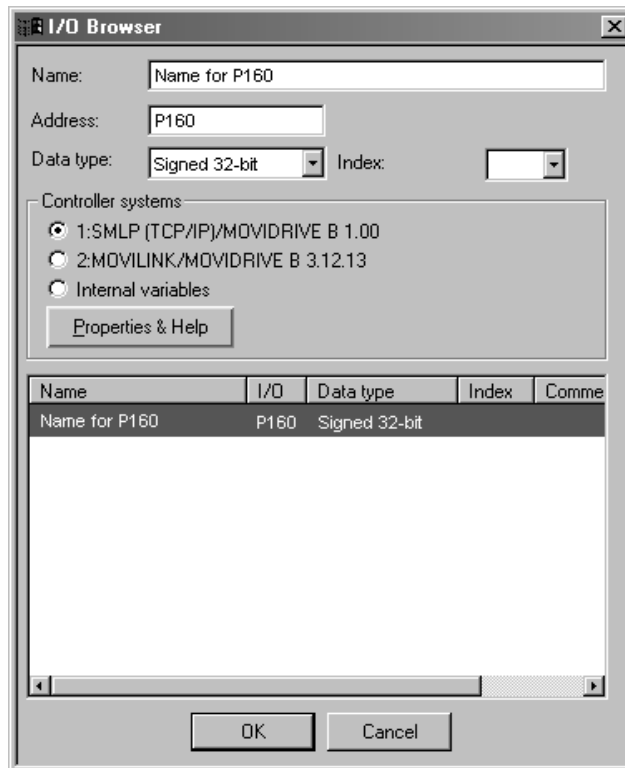 I/O Browser
Name: Name for P160
Address: P160
Data type: Signed 32-bit Index:
Controller systems
1:SMLP (TCP/IP)/MOVIDRIVE B 1.00
2:MOVILINK/MOVIDRIVE B 3.12.13
Internal variables
Properties & Help
Name I/O Data type Index Comme
Name for P160 P160 Signed 32-bit
OK Cancel